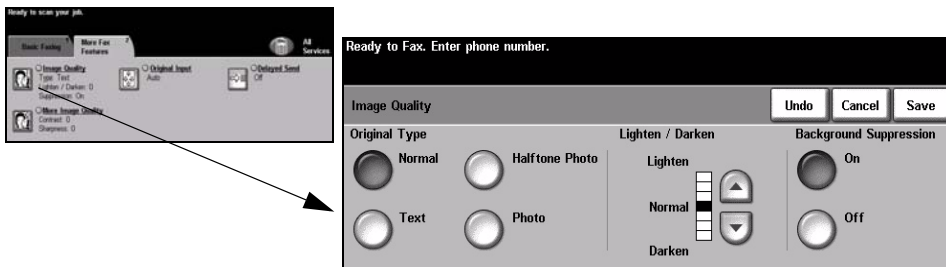 Ready to scan your job.
Basic Faxing 1
More Fax Features 2
All Services
Image Quality
Type: Text
Lighten / Darken: 0
Suppression: On
Original Input
Auto
Delayed Send
Off
More Image Quality
Contrast: 0
Sharpness: 0
Ready to Fax. Enter phone number.
Image Quality
Undo Cancel Save
Original Type Lighten / Darken Background Suppression
Normal Halftone Photo Lighten On
Normal
Text Photo Off
Darken